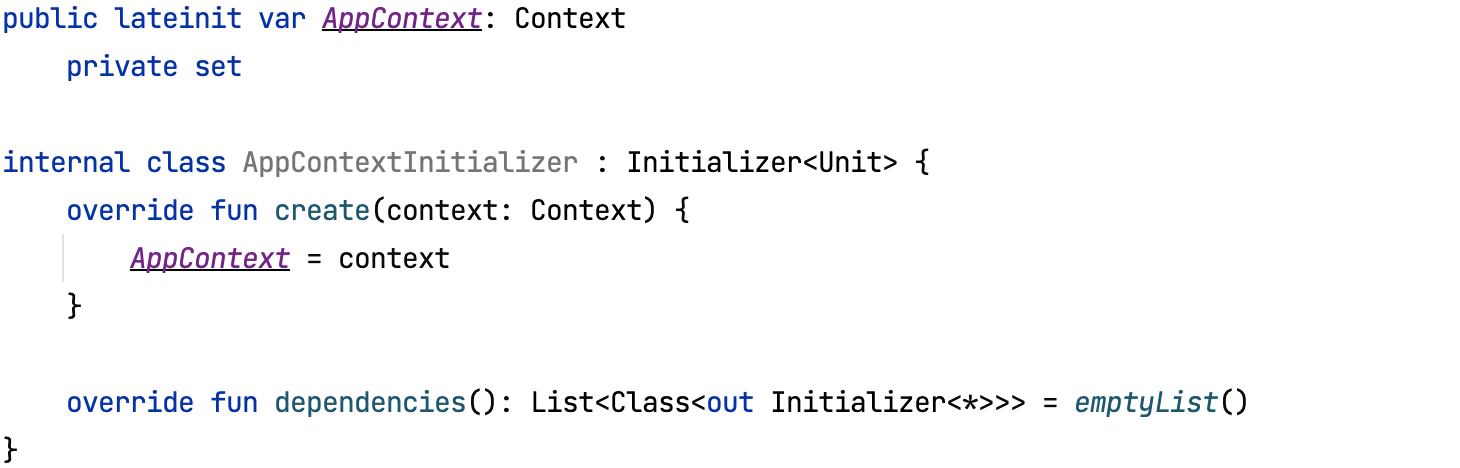 public lateinit var AppContext: Context
    private set

internal class AppContextInitializer : Initializer<Unit> {
    override fun create(context: Context) {
        AppContext = context
    }

    override fun dependencies(): List<Class<out Initializer<*>>> = emptyList()
}